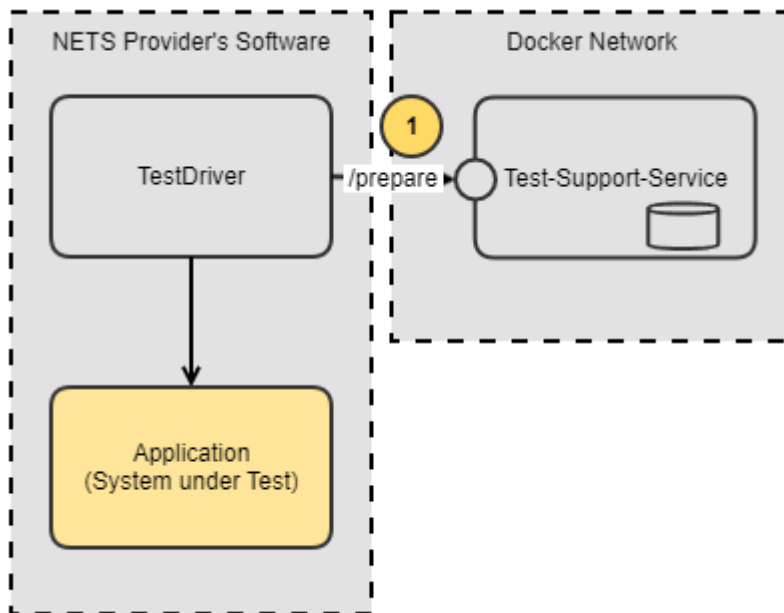 NETS Provider's Software
Docker Network
1
TestDriver
/prepare
Test-Support-Service
Application
(System under Test)